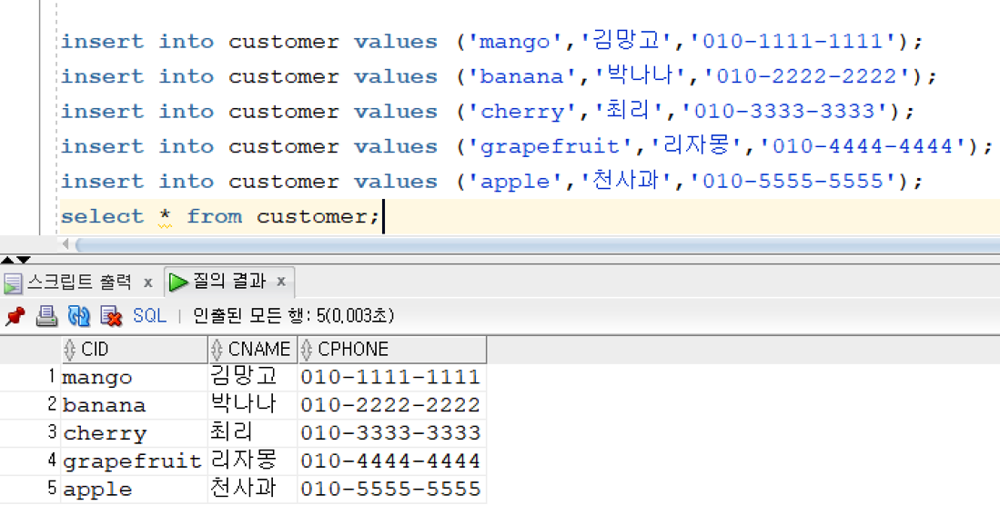 insert into customer values ('mango','김망고','010-1111-1111');
insert into customer values ('banana','박나나','010-2222-2222');
insert into customer values ('cherry','최리','010-3333-3333');
insert into customer values ('grapefruit','리자몽','010-4444-4444');
insert into customer values ('apple','천사과','010-5555-5555');
select * from customer;
스크립트 출력 x 질의 결과 x
SQL | 인출된 모든 행: 5(0,003초)
CID CNAME CPHONE
1 mango 김망고 010-1111-1111
2 banana 박나나 010-2222-2222
3 cherry 최리 010-3333-3333
4 grapefruit 리자몽 010-4444-4444
5 apple 천사과 010-5555-5555